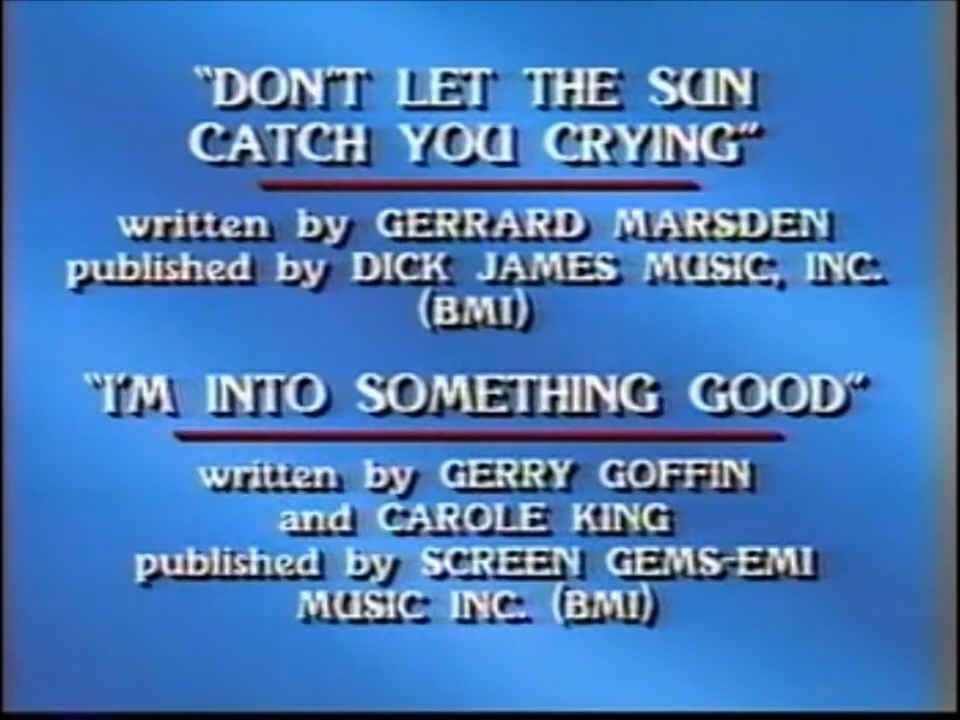 "DON'T LET THE SUN
CATCH YOU CRYING"
written by GERRARD MARSDEN
published by DICK JAMES MUSIC, INC.
(BMI)
"I'M INTO SOMETHING GOOD"
written by GERRY GOFFIN
and CAROLE KING
published by SCREEN GEMS-EMI
MUSIC INC. (BMI)